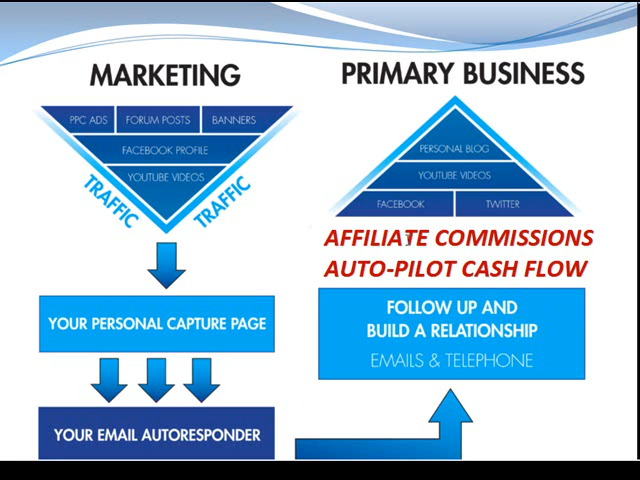 MARKETING
PPC ADS
FORUM POSTS
BANNERS
FACEBOOK PROFILE
YOUTUBE VIDEOS
TRAFFIC
TRAFFIC
YOUR PERSONAL CAPTURE PAGE
YOUR EMAIL AUTORESPONDER
PRIMARY BUSINESS
PERSONAL BLOG
YOUTUBE VIDEOS
FACEBOOK
TWITTER
AFFILIATE COMMISSIONS
AUTO-PILOT CASH FLOW
FOLLOW UP AND
BUILD A RELATIONSHIP
EMAILS & TELEPHONE